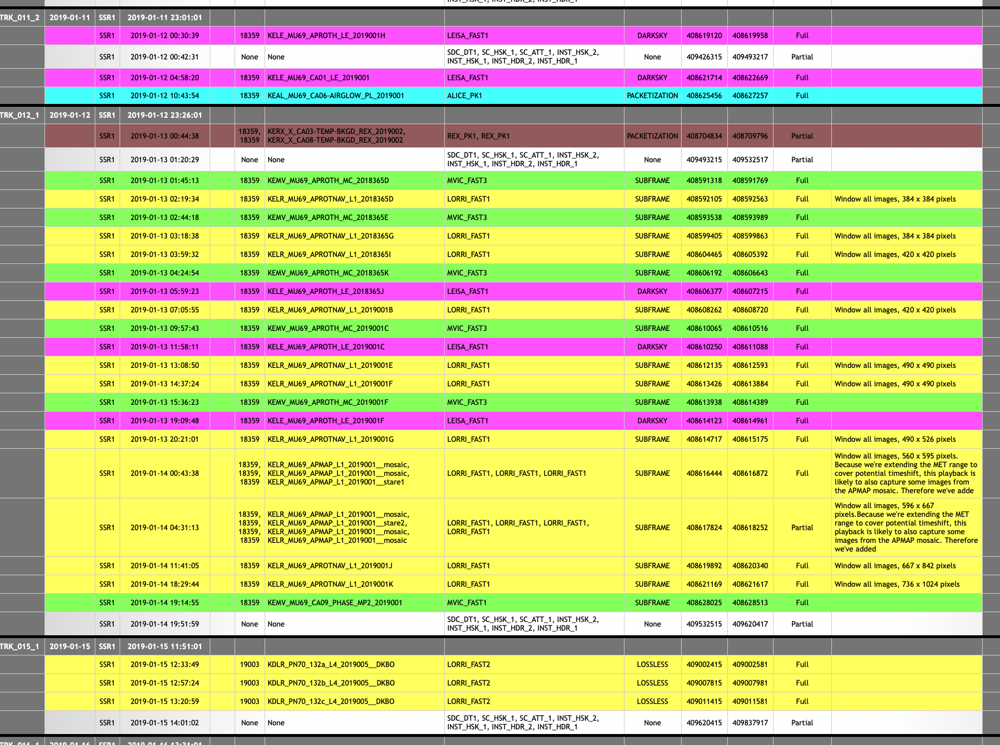 INST_HSK_1, INST_HDR_2, INST_HDR_1
TRK_011_2 2019-01-11 SSR1 2019-01-11 23:01:01
SSR1 2019-01-12 00:30:39 18359 KELE_MU69_APROTH_LE_2019001H LEISA_FAST1 DARKSKY 408619120 408619958 Full
SSR1 2019-01-12 00:42:31 None None SDC_DT1, SC_HSK_1, SC_ATT_1, INST_HSK_2, None 409426315 409493217 Partial
INST_HSK_1, INST_HDR_2, INST_HDR_1
SSR1 2019-01-12 04:58:20 18359 KELE_MU69_CA01_LE_2019001 LEISA_FAST1 DARKSKY 408621714 408622669 Full
SSR1 2019-01-12 10:43:54 18359 KEAL_MU69_CA06-AIRGLOW_PL_2019001 ALICE_PK1 PACKETIZATION 408625456 408627257 Full
TRK_012_1 2019-01-12 SSR1 2019-01-12 23:26:01
SSR1 2019-01-13 00:44:38 18359, KERX_X_CA03-TEMP-BKGD_REX_2019002, REX_PK1, REX_PK1 PACKETIZATION 408704834 408709796 Partial
18359 KERX_X_CA08-TEMP-BKGD_REX_2019002
SSR1 2019-01-13 01:20:29 None None SDC_DT1, SC_HSK_1, SC_ATT_1, INST_HSK_2, None 409493215 409532517 Partial
INST_HSK_1, INST_HDR_2, INST_HDR_1
SSR1 2019-01-13 01:45:13 18359 KEMV_MU69_APROTH_MC_2018365D MVIC_FAST3 SUBFRAME 408591318 408591769 Full
SSR1 2019-01-13 02:19:34 18359 KELR_MU69_APROTNAV_L1_2018365D LORRI_FAST1 SUBFRAME 408592105 408592563 Full Window all images, 384 x 384 pixels
SSR1 2019-01-13 02:44:18 18359 KEMV_MU69_APROTH_MC_2018365E MVIC_FAST3 SUBFRAME 408593538 408593989 Full
SSR1 2019-01-13 03:18:38 18359 KELR_MU69_APROTNAV_L1_2018365G LORRI_FAST1 SUBFRAME 408599405 408599863 Full Window all images, 384 x 384 pixels
SSR1 2019-01-13 03:59:32 18359 KELR_MU69_APROTNAV_L1_2018365I LORRI_FAST1 SUBFRAME 408604465 408605392 Full Window all images, 420 x 420 pixels
SSR1 2019-01-13 04:24:54 18359 KEMV_MU69_APROTH_MC_2018365K MVIC_FAST3 SUBFRAME 408606192 408606643 Full
SSR1 2019-01-13 05:59:23 18359 KELE_MU69_APROTH_LE_2018365J LEISA_FAST1 DARKSKY 408606377 408607215 Full
SSR1 2019-01-13 07:05:55 18359 KELR_MU69_APROTNAV_L1_2019001B LORRI_FAST1 SUBFRAME 408608262 408608720 Full Window all images, 420 x 420 pixels
SSR1 2019-01-13 09:57:43 18359 KEMV_MU69_APROTH_MC_2019001C MVIC_FAST3 SUBFRAME 408610065 408610516 Full
SSR1 2019-01-13 11:58:11 18359 KELE_MU69_APROTH_LE_2019001C LEISA_FAST1 DARKSKY 408610250 408611088 Full
SSR1 2019-01-13 13:08:50 18359 KELR_MU69_APROTNAV_L1_2019001E LORRI_FAST1 SUBFRAME 408612135 408612593 Full Window all images, 490 x 490 pixels
SSR1 2019-01-13 14:37:24 18359 KELR_MU69_APROTNAV_L1_2019001F LORRI_FAST1 SUBFRAME 408613426 408613884 Full Window all images, 490 x 490 pixels
SSR1 2019-01-13 15:36:23 18359 KEMV_MU69_APROTH_MC_2019001F MVIC_FAST3 SUBFRAME 408613938 408614389 Full
SSR1 2019-01-13 19:09:48 18359 KELE_MU69_APROTH_LE_2019001F LEISA_FAST1 DARKSKY 408614123 408614961 Full
SSR1 2019-01-13 20:21:01 18359 KELR_MU69_APROTNAV_L1_2019001G LORRI_FAST1 SUBFRAME 408614717 408615175 Full Window all images, 490 x 526 pixels
SSR1 2019-01-14 00:43:38 18359, KELR_MU69_APMAP_L1_2019001__mosaic, LORRI_FAST1, LORRI_FAST1, LORRI_FAST1 SUBFRAME 408616444 408616872 Full Window all images, 560 x 595 pixels.
18359, KELR_MU69_APMAP_L1_2019001__mosaic, Because we're extending the MET range to
18359 KELR_MU69_APMAP_L1_2019001__stare1 cover potential timeshift, this playback is
likely to also capture some images from
the APMAP mosaic. Therefore we've adde
SSR1 2019-01-14 04:31:13 18359, KELR_MU69_APMAP_L1_2019001__mosaic, LORRI_FAST1, LORRI_FAST1, LORRI_FAST1, SUBFRAME 408617824 408618252 Partial Window all images, 596 x 667
18359, KELR_MU69_APMAP_L1_2019001__stare2, LORRI_FAST1 pixels.Because we're extending the MET
18359, KELR_MU69_APMAP_L1_2019001__mosaic, range to cover potential timeshift, this
18359 KELR_MU69_APMAP_L1_2019001__mosaic playback is likely to also capture some
images from the APMAP mosaic. Therefore
we've added
SSR1 2019-01-14 11:41:05 18359 KELR_MU69_APROTNAV_L1_2019001J LORRI_FAST1 SUBFRAME 408619892 408620340 Full Window all images, 667 x 842 pixels
SSR1 2019-01-14 18:29:44 18359 KELR_MU69_APROTNAV_L1_2019001K LORRI_FAST1 SUBFRAME 408621169 408621617 Full Window all images, 736 x 1024 pixels
SSR1 2019-01-14 19:14:55 18359 KEMV_MU69_CA09_PHASE_MP2_2019001 MVIC_FAST1 SUBFRAME 408628025 408628513 Full
SSR1 2019-01-14 19:51:59 None None SDC_DT1, SC_HSK_1, SC_ATT_1, INST_HSK_2, None 409532515 409620417 Partial
INST_HSK_1, INST_HDR_2, INST_HDR_1
TRK_015_1 2019-01-15 SSR1 2019-01-15 11:51:01
SSR1 2019-01-15 12:33:49 19003 KDLR_PN70_132a_L4_2019005__DKBO LORRI_FAST2 LOSSLESS 409002415 409002581 Full
SSR1 2019-01-15 12:57:24 19003 KDLR_PN70_132b_L4_2019005__DKBO LORRI_FAST2 LOSSLESS 409007815 409007981 Full
SSR1 2019-01-15 13:20:59 19003 KDLR_PN70_132c_L4_2019005__DKBO LORRI_FAST2 LOSSLESS 409011415 409011581 Full
SSR1 2019-01-15 14:01:02 None None SDC_DT1, SC_HSK_1, SC_ATT_1, INST_HSK_2, None 409620415 409837917 Partial
INST_HSK_1, INST_HDR_2, INST_HDR_1
TRK_016_1 2019-01-16 SSR1 2019-01-16 13:31:01